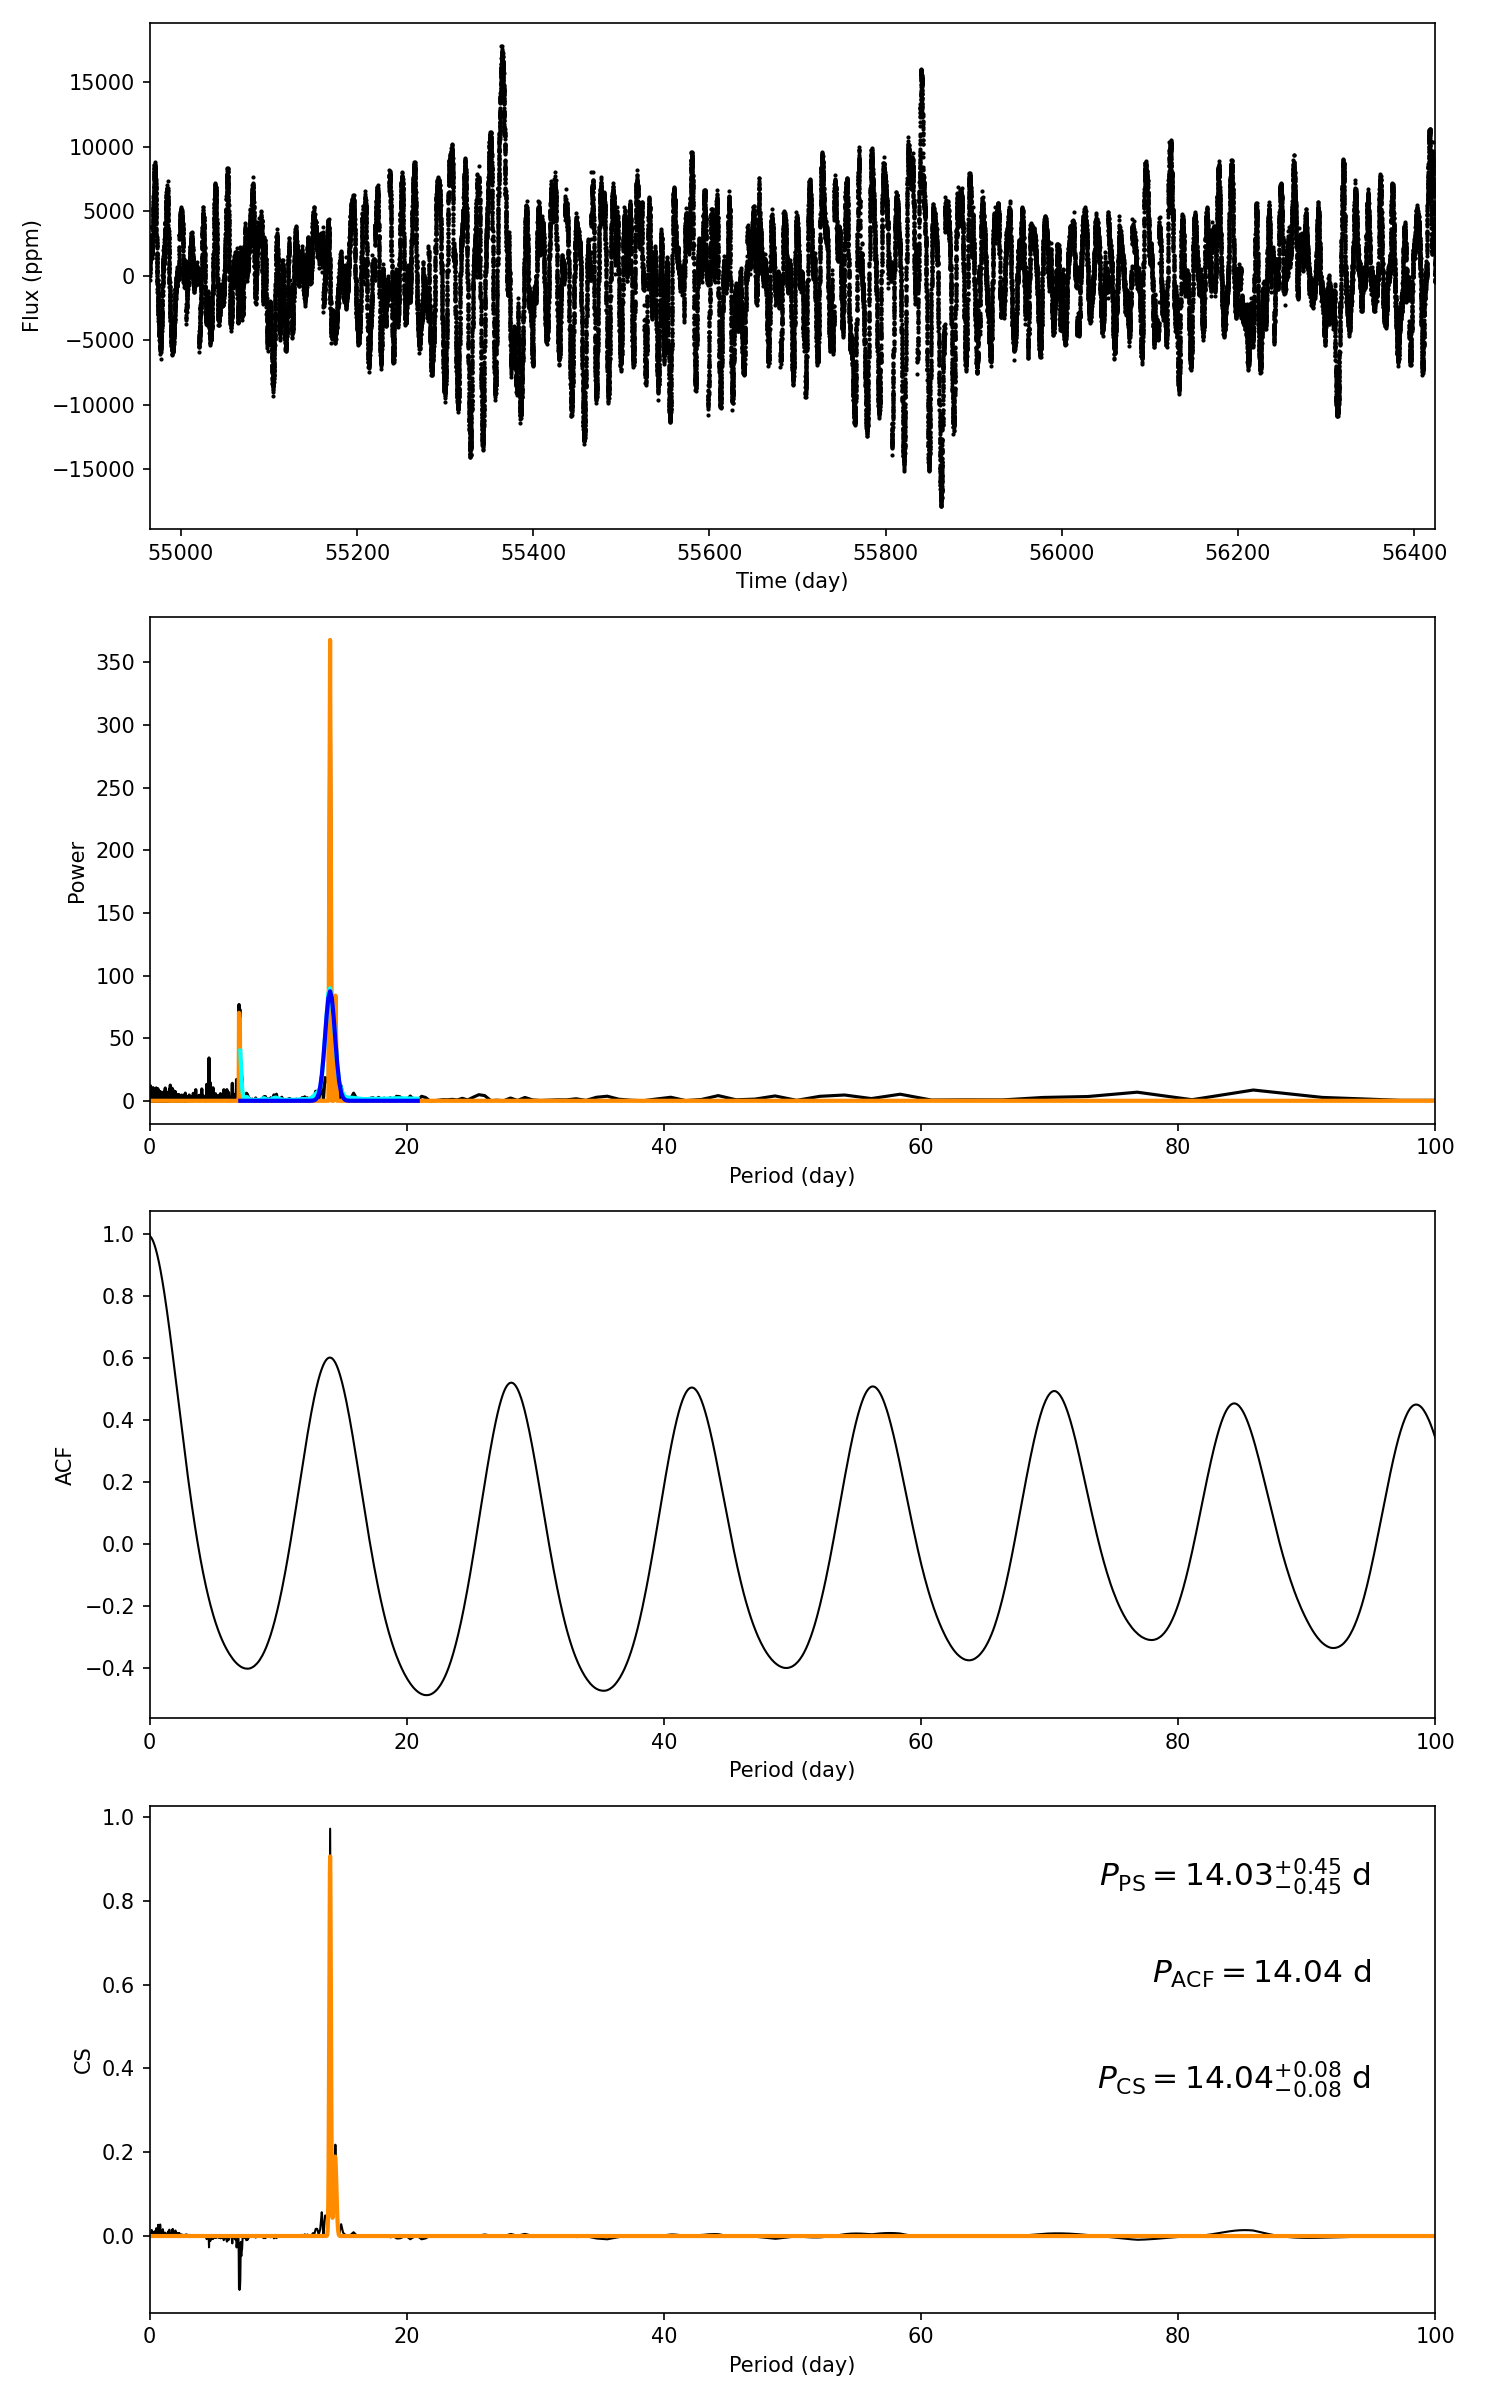 15000
10000
5000
0
−5000
−10000
−15000
Flux (ppm)
55000 55200 55400 55600 55800 56000 56200 56400
Time (day)
350
300
250
200
150
100
50
0
Power
0 20 40 60 80 100
Period (day)
1.0
0.8
0.6
0.4
0.2
0.0
−0.2
−0.4
ACF
0 20 40 60 80 100
Period (day)
1.0
0.8
0.6
0.4
0.2
0.0
CS
P_PS = 14.03^{+0.45}_{−0.45} d
P_ACF = 14.04 d
P_CS = 14.04^{+0.08}_{−0.08} d
0 20 40 60 80 100
Period (day)